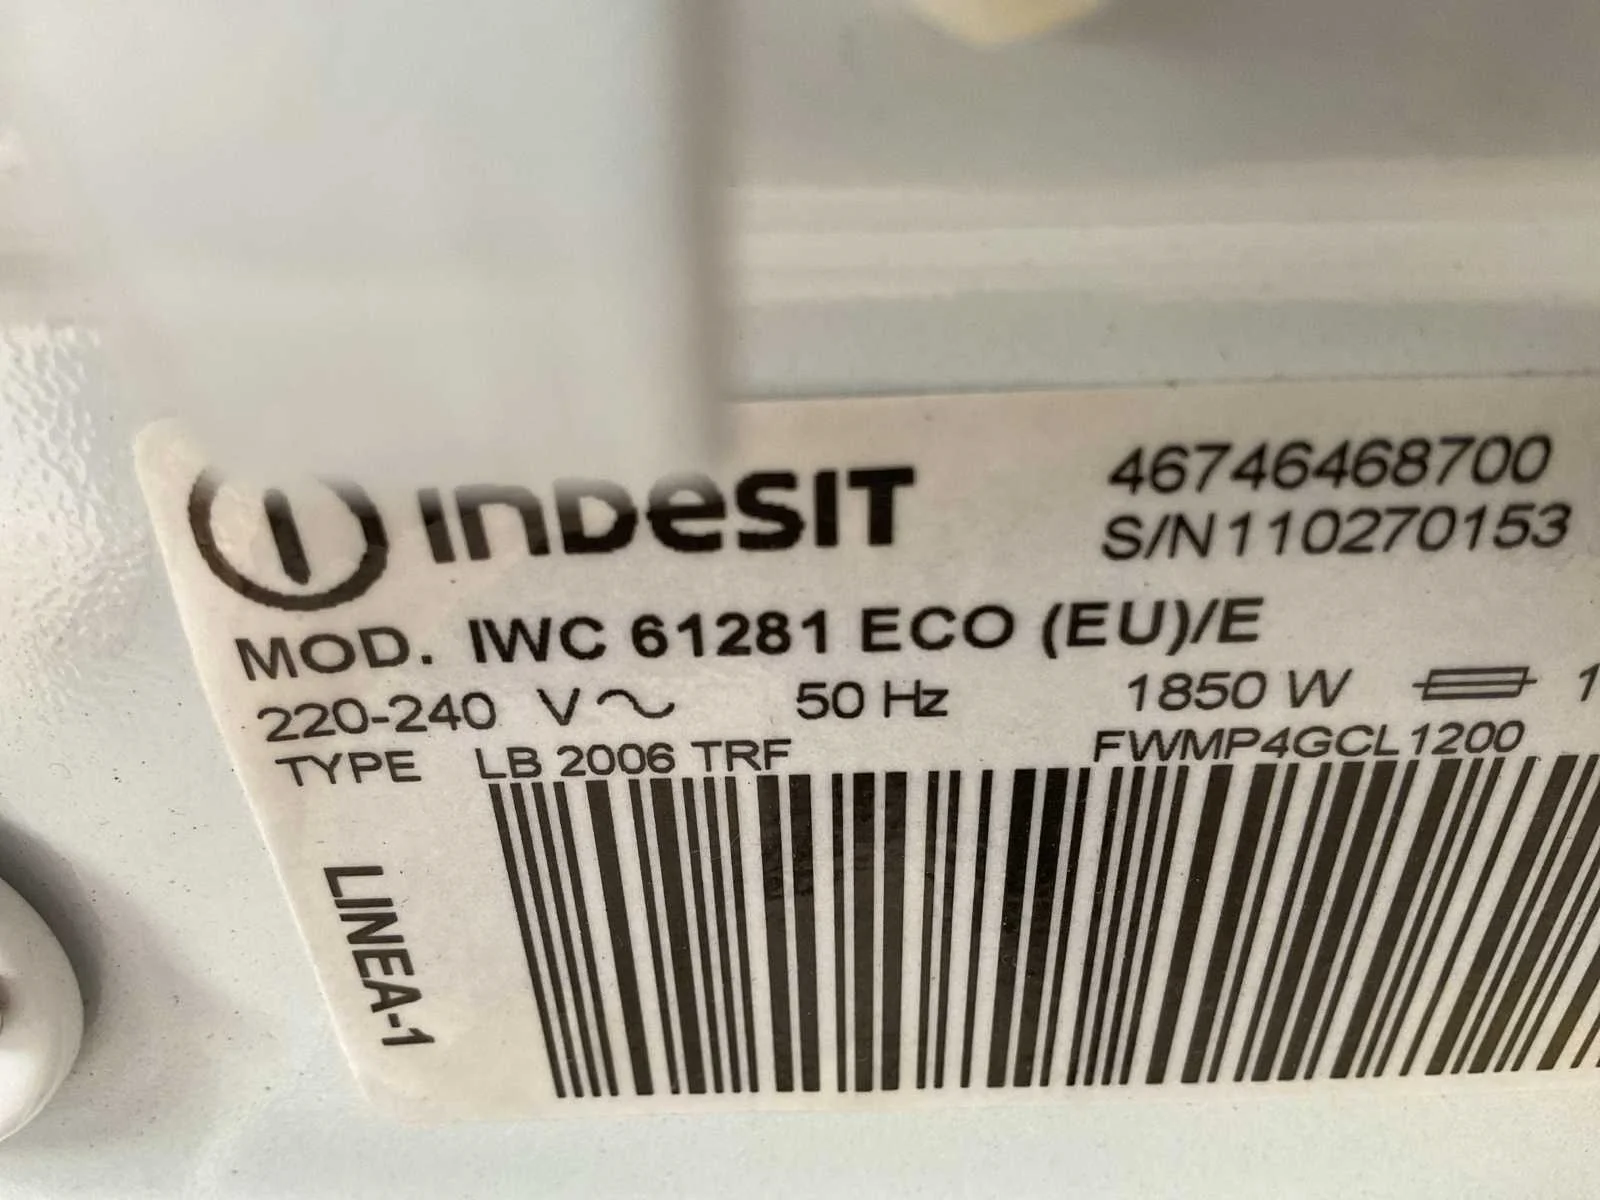 INDESIT
46746468700
S/N110270153
MOD. IWC 61281 ECO (EU)/E
220-240 V~ 50 Hz 1850 W
TYPE LB 2006 TRF FWMP4GCL1200
LINEA-1